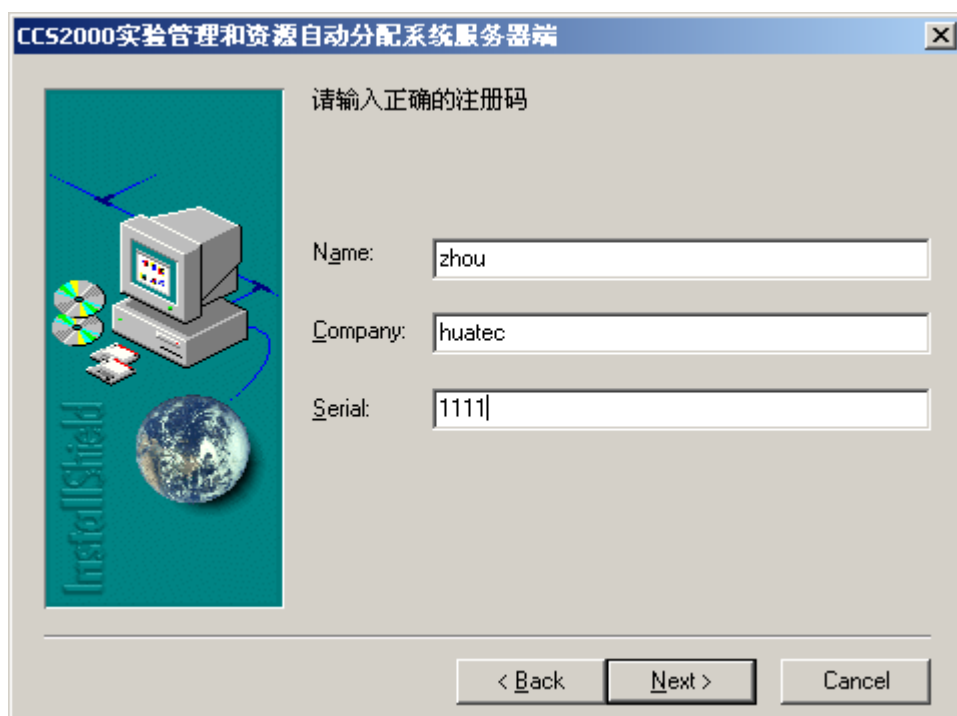 CCS2000实验管理和资源自动分配系统服务器端
请输入正确的注册码
Name: zhou
Company: huatec
Serial: 1111
InstallShield
< Back Next > Cancel